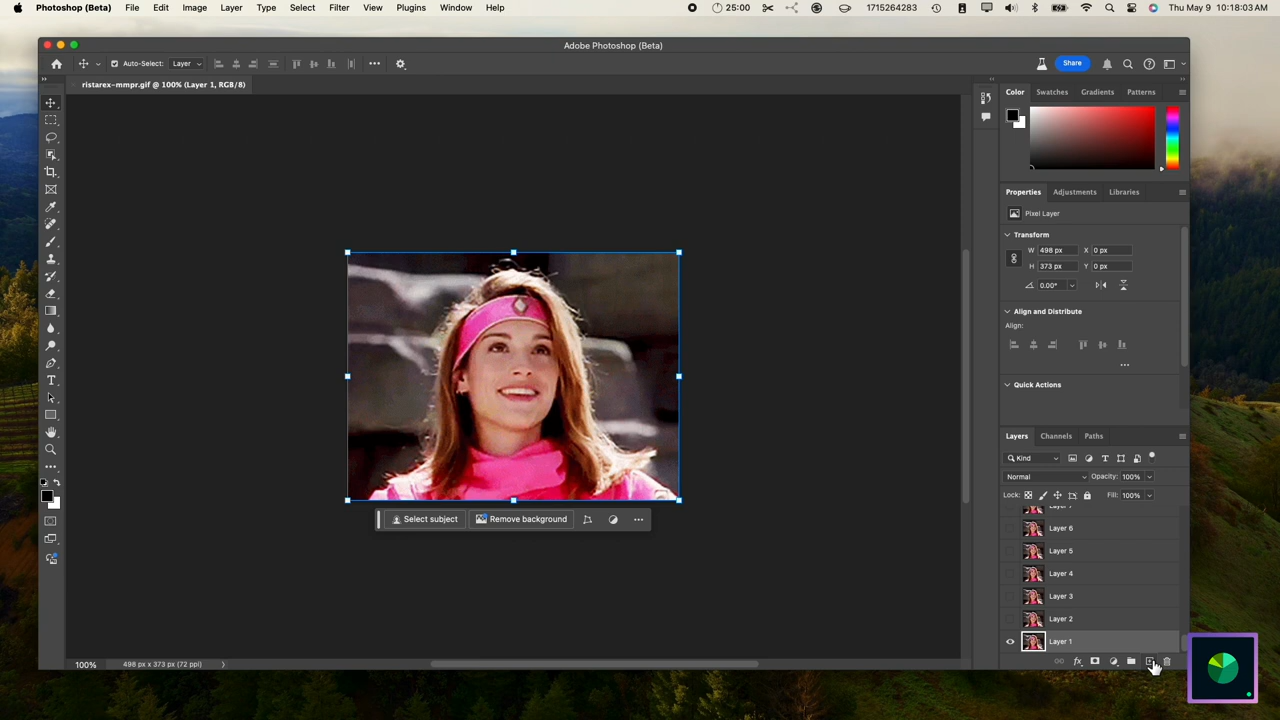 Photoshop (Beta) File Edit Image Layer Type Select Filter View Plugins Window Help 25:00 1715264283 Thu May 9 10:18:03 AM
Adobe Photoshop (Beta)
Auto-Select: Layer Share
ristarex-mmpr.gif @ 100% (Layer 1, RGB/8)
Color Swatches Gradients Patterns
Properties Adjustments Libraries
Pixel Layer
Transform
W 498 px X 0 px
H 373 px Y 0 px
0.00°
Align and Distribute
Align:
Quick Actions
Layers Channels Paths
Kind
Normal Opacity: 100%
Lock: Fill: 100%
Layer 7
Layer 6
Layer 5
Layer 4
Layer 3
Layer 2
Layer 1
Select subject Remove background
100% 498 px x 373 px (72 ppi)